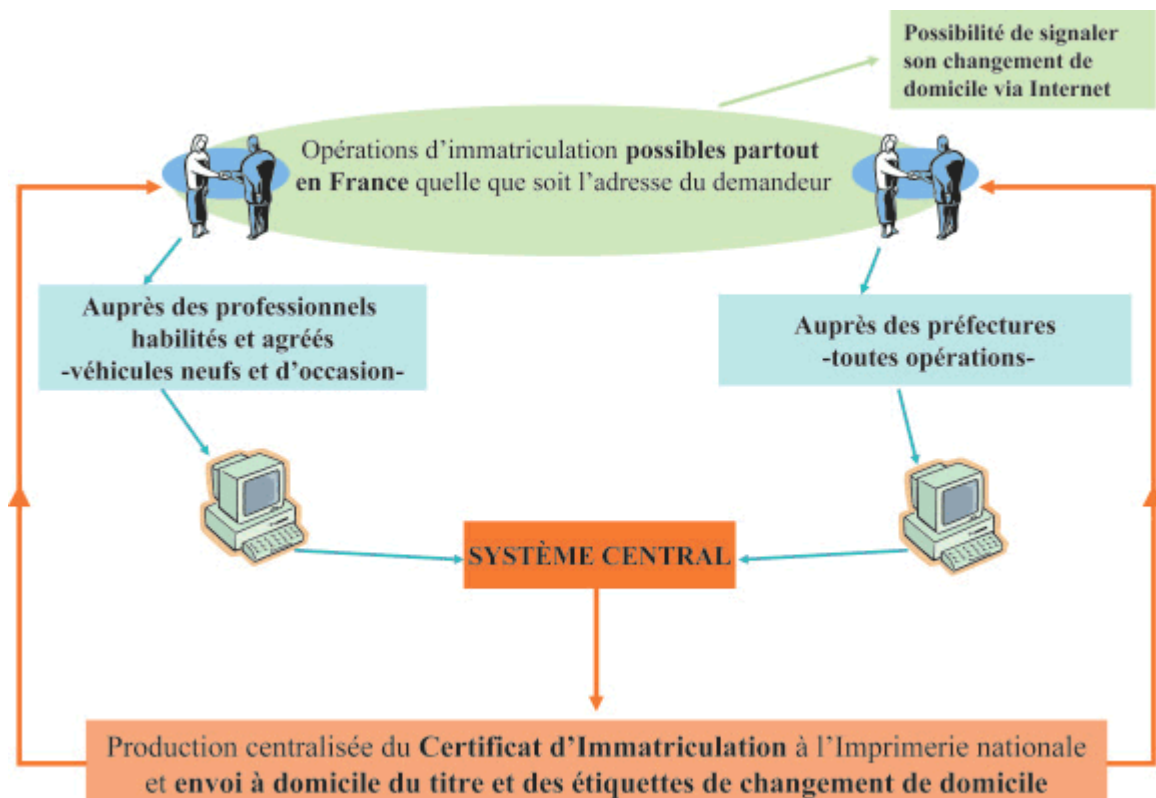 Possibilité de signaler
son changement de
domicile via Internet
Opérations d’immatriculation possibles partout
en France quelle que soit l’adresse du demandeur
Auprès des professionnels
habilités et agréés
-véhicules neufs et d’occasion-
Auprès des préfectures
-toutes opérations-
SYSTÈME CENTRAL
Production centralisée du Certificat d’Immatriculation à l’Imprimerie nationale
et envoi à domicile du titre et des étiquettes de changement de domicile